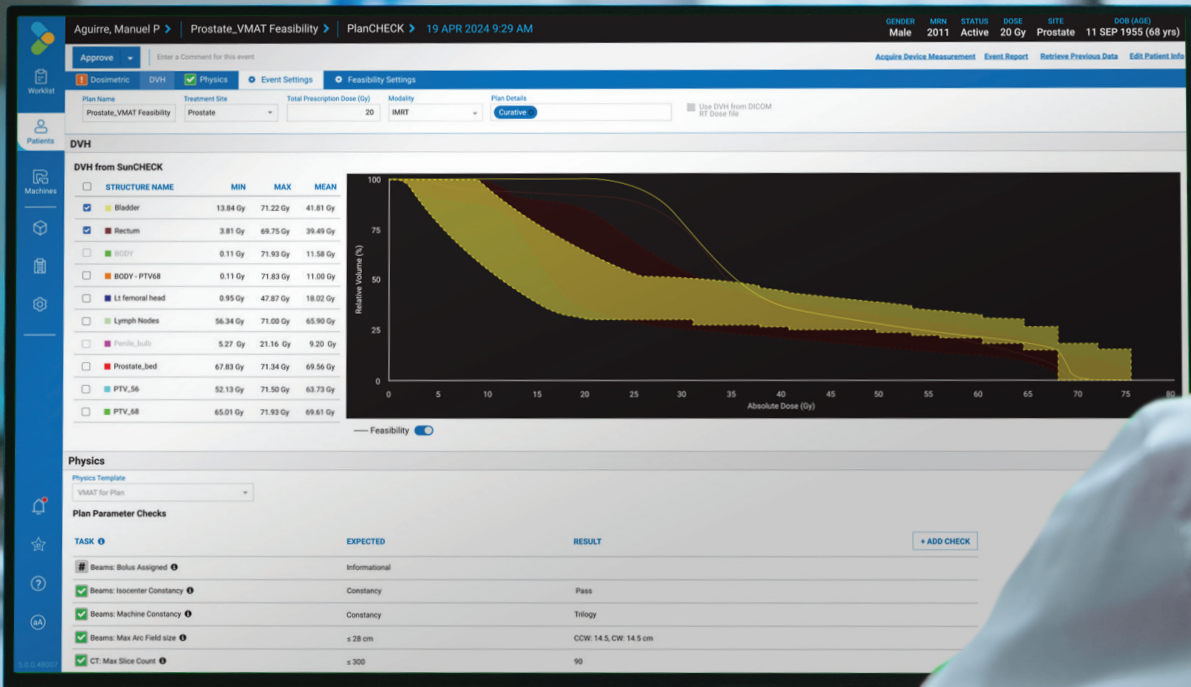 Aguirre, Manuel P > Prostate_VMAT Feasibility > PlanCHECK > 19 APR 2024 9:29 AM
GENDER MRN STATUS DOSE SITE DOB (AGE)
Male 2011 Active 20 Gy Prostate 11 SEP 1955 (68 yrs)
Approve Enter a Comment for this event
Acquire Device Measurement Event Report Retrieve Previous Data Edit Patient Info
! Dosimetric DVH Physics Event Settings Feasibility Settings
Plan Name Treatment Site Total Prescription Dose (Gy) Modality Plan Details
Prostate_VMAT Feasibility Prostate 20 IMRT Curative
Use DVH from DICOM
RT Dose file
Worklist
Patients
Machines
DVH
DVH from SunCHECK
STRUCTURE NAME MIN MAX MEAN
Bladder 13.84 Gy 71.22 Gy 41.81 Gy
Rectum 3.81 Gy 69.75 Gy 39.49 Gy
BODY 0.11 Gy 71.93 Gy 11.58 Gy
BODY - PTV68 0.11 Gy 71.83 Gy 11.00 Gy
Lt femoral head 0.95 Gy 47.87 Gy 18.02 Gy
Lymph Nodes 56.34 Gy 71.00 Gy 65.90 Gy
Penile_bulb 5.27 Gy 21.16 Gy 9.20 Gy
Prostate_bed 67.83 Gy 71.34 Gy 69.56 Gy
PTV_56 52.13 Gy 71.50 Gy 63.73 Gy
PTV_68 65.01 Gy 71.93 Gy 69.61 Gy
Relative Volume (%)
100
75
50
25
0
0 5 10 15 20 25 30 35 40 45 50 55 60 65 70 75 80
Absolute Dose (Gy)
Feasibility
Physics
Physics Template
VMAT for Plan
Plan Parameter Checks
TASK EXPECTED RESULT + ADD CHECK
# Beams: Bolus Assigned Informational
Beams: Isocenter Constancy Constancy Pass
Beams: Machine Constancy Constancy Trilogy
Beams: Max Arc Field size ≤ 28 cm CCW: 14.5, CW: 14.5 cm
CT: Max Slice Count ≤ 300 90
?
aA